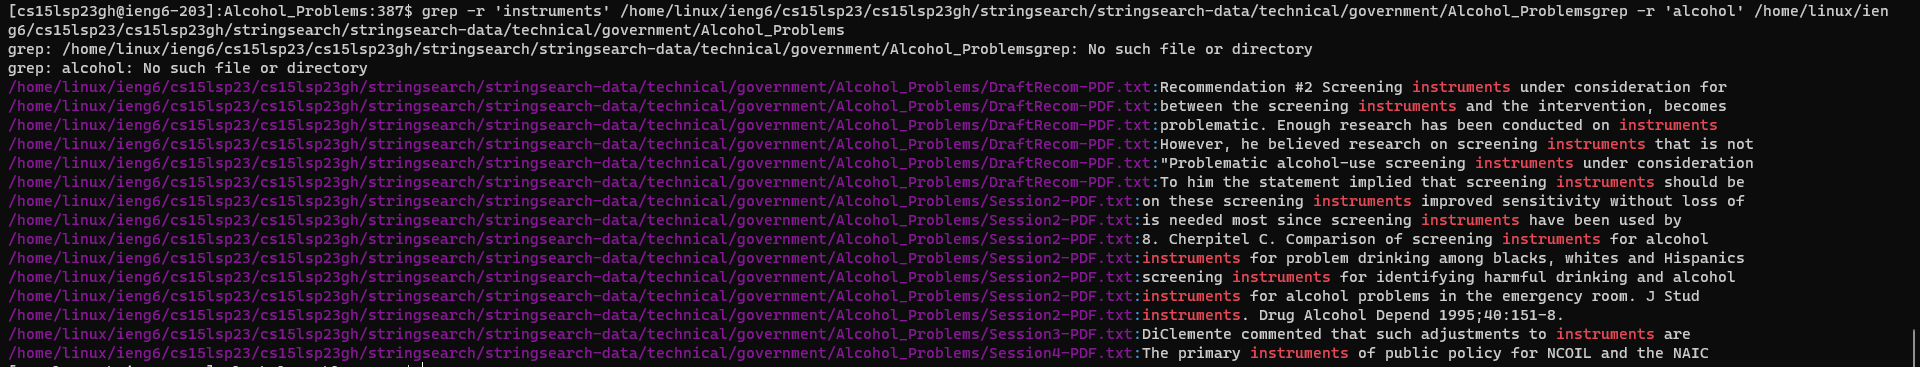 [cs15lsp23gh@ieng6-203]:Alcohol_Problems:387$ grep -r 'instruments' /home/linux/ieng6/cs15lsp23/cs15lsp23gh/stringsearch/stringsearch-data/technical/government/Alcohol_Problemsgrep -r 'alcohol' /home/linux/ien
g6/cs15lsp23/cs15lsp23gh/stringsearch/stringsearch-data/technical/government/Alcohol_Problems
grep: /home/linux/ieng6/cs15lsp23/cs15lsp23gh/stringsearch/stringsearch-data/technical/government/Alcohol_Problemsgrep: No such file or directory
grep: alcohol: No such file or directory
/home/linux/ieng6/cs15lsp23/cs15lsp23gh/stringsearch/stringsearch-data/technical/government/Alcohol_Problems/DraftRecom-PDF.txt:Recommendation #2 Screening instruments under consideration for
/home/linux/ieng6/cs15lsp23/cs15lsp23gh/stringsearch/stringsearch-data/technical/government/Alcohol_Problems/DraftRecom-PDF.txt:between the screening instruments and the intervention, becomes
/home/linux/ieng6/cs15lsp23/cs15lsp23gh/stringsearch/stringsearch-data/technical/government/Alcohol_Problems/DraftRecom-PDF.txt:problematic. Enough research has been conducted on instruments
/home/linux/ieng6/cs15lsp23/cs15lsp23gh/stringsearch/stringsearch-data/technical/government/Alcohol_Problems/DraftRecom-PDF.txt:However, he believed research on screening instruments that is not
/home/linux/ieng6/cs15lsp23/cs15lsp23gh/stringsearch/stringsearch-data/technical/government/Alcohol_Problems/DraftRecom-PDF.txt:"Problematic alcohol-use screening instruments under consideration
/home/linux/ieng6/cs15lsp23/cs15lsp23gh/stringsearch/stringsearch-data/technical/government/Alcohol_Problems/DraftRecom-PDF.txt:To him the statement implied that screening instruments should be
/home/linux/ieng6/cs15lsp23/cs15lsp23gh/stringsearch/stringsearch-data/technical/government/Alcohol_Problems/Session2-PDF.txt:on these screening instruments improved sensitivity without loss of
/home/linux/ieng6/cs15lsp23/cs15lsp23gh/stringsearch/stringsearch-data/technical/government/Alcohol_Problems/Session2-PDF.txt:is needed most since screening instruments have been used by
/home/linux/ieng6/cs15lsp23/cs15lsp23gh/stringsearch/stringsearch-data/technical/government/Alcohol_Problems/Session2-PDF.txt:8. Cherpitel C. Comparison of screening instruments for alcohol
/home/linux/ieng6/cs15lsp23/cs15lsp23gh/stringsearch/stringsearch-data/technical/government/Alcohol_Problems/Session2-PDF.txt:instruments for problem drinking among blacks, whites and Hispanics
/home/linux/ieng6/cs15lsp23/cs15lsp23gh/stringsearch/stringsearch-data/technical/government/Alcohol_Problems/Session2-PDF.txt:screening instruments for identifying harmful drinking and alcohol
/home/linux/ieng6/cs15lsp23/cs15lsp23gh/stringsearch/stringsearch-data/technical/government/Alcohol_Problems/Session2-PDF.txt:instruments for alcohol problems in the emergency room. J Stud
/home/linux/ieng6/cs15lsp23/cs15lsp23gh/stringsearch/stringsearch-data/technical/government/Alcohol_Problems/Session2-PDF.txt:instruments. Drug Alcohol Depend 1995;40:151-8.
/home/linux/ieng6/cs15lsp23/cs15lsp23gh/stringsearch/stringsearch-data/technical/government/Alcohol_Problems/Session3-PDF.txt:DiClemente commented that such adjustments to instruments are
/home/linux/ieng6/cs15lsp23/cs15lsp23gh/stringsearch/stringsearch-data/technical/government/Alcohol_Problems/Session4-PDF.txt:The primary instruments of public policy for NCOIL and the NAIC